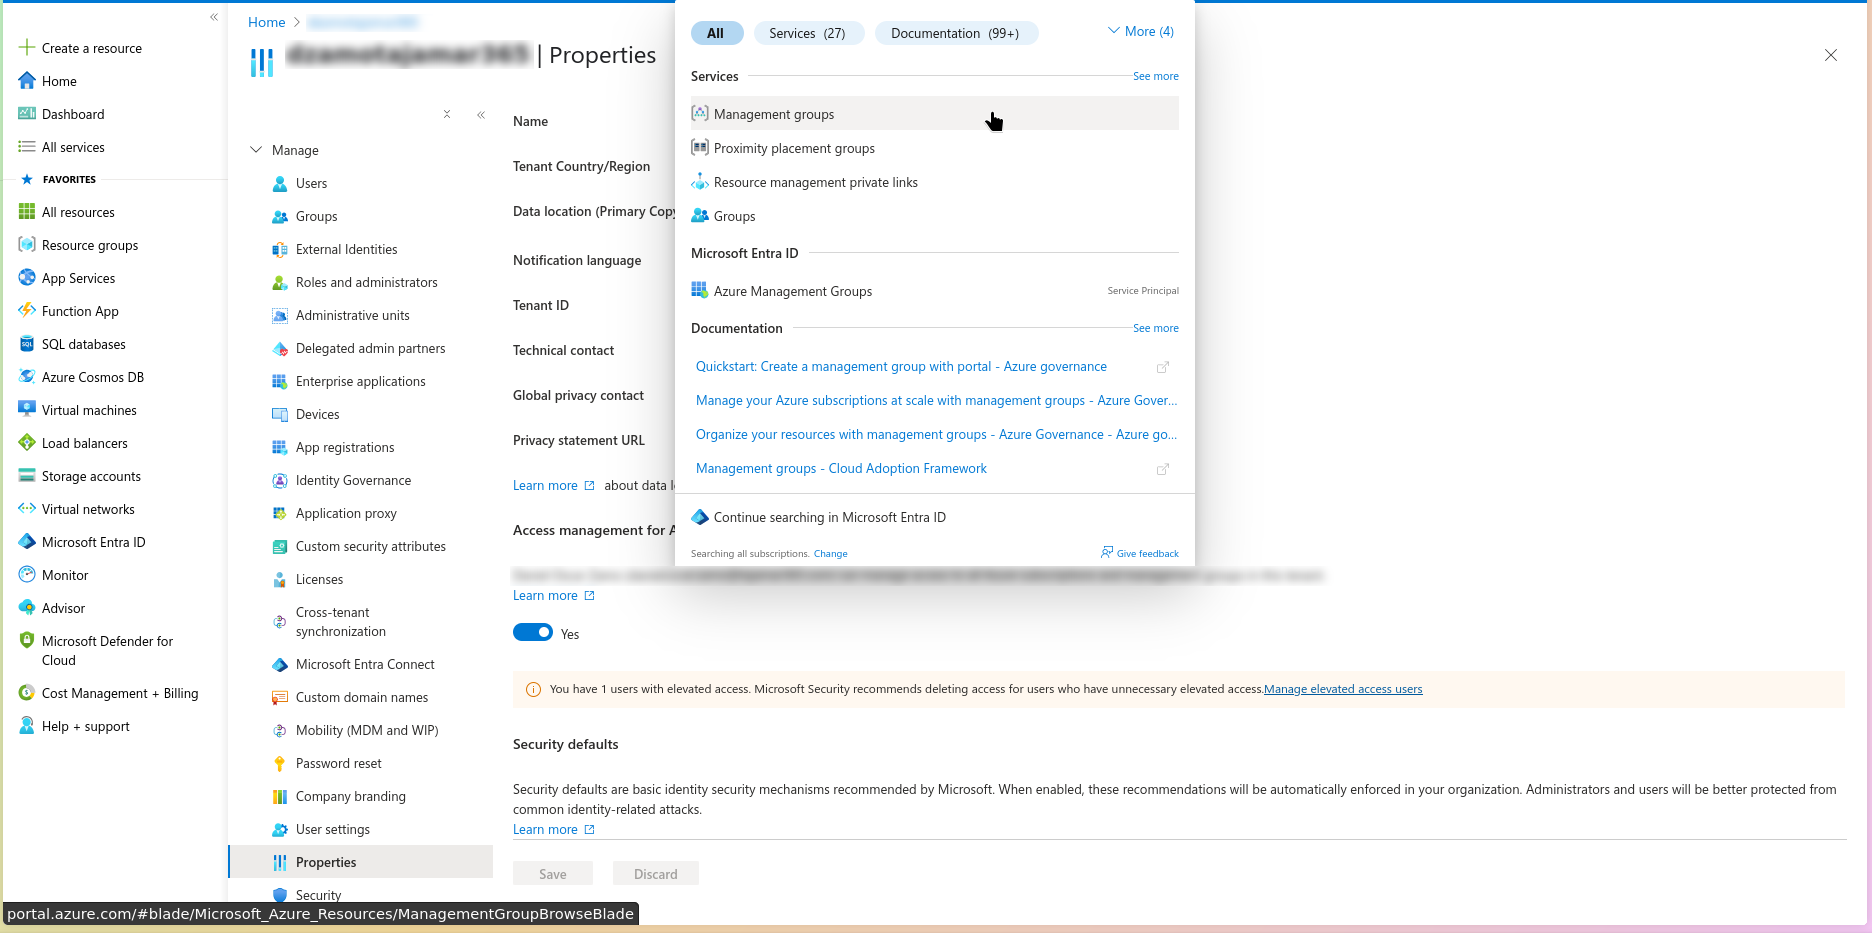 Create a resource
Home
Dashboard
All services
FAVORITES
All resources
Resource groups
App Services
Function App
SQL databases
Azure Cosmos DB
Virtual machines
Load balancers
Storage accounts
Virtual networks
Microsoft Entra ID
Monitor
Advisor
Microsoft Defender for
Cloud
Cost Management + Billing
Help + support
Home
| Properties
Manage
Users
Groups
External Identities
Roles and administrators
Administrative units
Delegated admin partners
Enterprise applications
Devices
App registrations
Identity Governance
Application proxy
Custom security attributes
Licenses
Cross-tenant
synchronization
Microsoft Entra Connect
Custom domain names
Mobility (MDM and WIP)
Password reset
Company branding
User settings
Properties
Security
Name
Tenant Country/Region
Data location (Primary Copy
Notification language
Tenant ID
Technical contact
Global privacy contact
Privacy statement URL
Learn more about data l
Access management for A
Learn more
Yes
You have 1 users with elevated access. Microsoft Security recommends deleting access for users who have unnecessary elevated access.Manage elevated access users
Security defaults
Security defaults are basic identity security mechanisms recommended by Microsoft. When enabled, these recommendations will be automatically enforced in your organization. Administrators and users will be better protected from
common identity-related attacks.
Learn more
Save Discard
All Services (27) Documentation (99+) More (4)
Services See more
Management groups
Proximity placement groups
Resource management private links
Groups
Microsoft Entra ID
Azure Management Groups Service Principal
Documentation See more
Quickstart: Create a management group with portal - Azure governance
Manage your Azure subscriptions at scale with management groups - Azure Gover...
Organize your resources with management groups - Azure Governance - Azure go...
Management groups - Cloud Adoption Framework
Continue searching in Microsoft Entra ID
Searching all subscriptions. Change Give feedback
portal.azure.com/#blade/Microsoft_Azure_Resources/ManagementGroupBrowseBlade